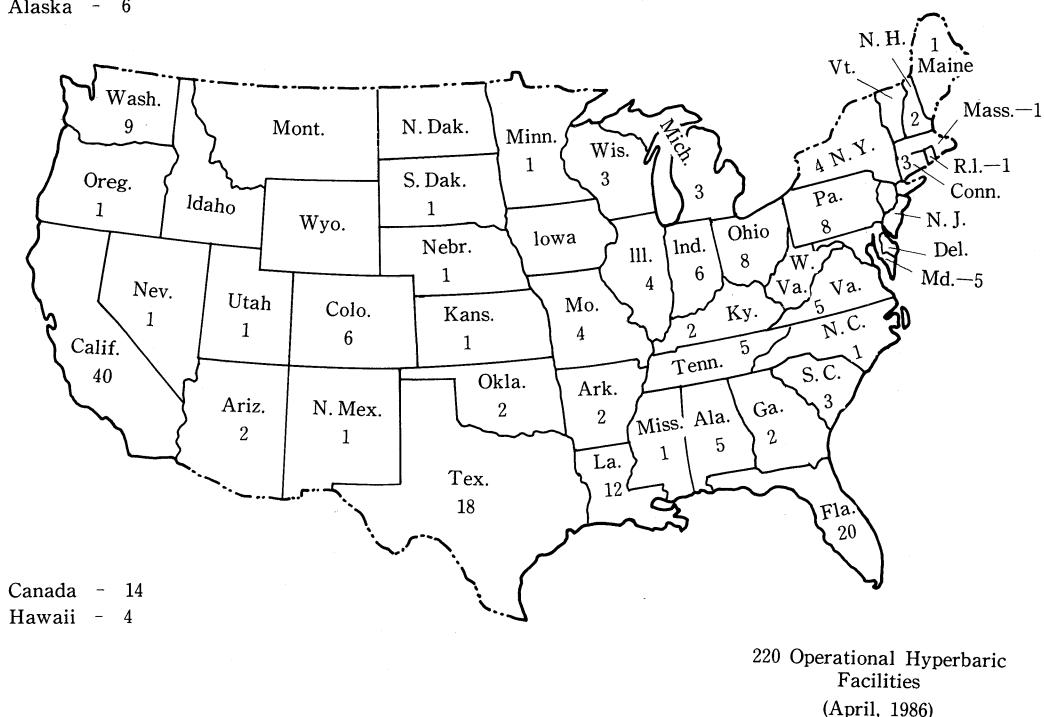 Alaska - 6
N. H.
1
Maine
Vt.
2
Mass.—1
Wash.
9
Mont.
N. Dak.
Minn.
1
Wis.
3
Mich.
3
4 N. Y.
3
R.I.—1
Conn.
Oreg.
1
Idaho
S. Dak.
1
Wyo.
Pa.
8
N. J.
Del.
Md.—5
Nebr.
1
Iowa
Ill.
4
Ind.
6
Ohio
8
W.
Va.
Va.
5
Nev.
1
Utah
1
Colo.
6
Kans.
1
Mo.
4
Ky.
2
N. C.
1
Calif.
40
Tenn.
5
S. C.
3
Ariz.
2
N. Mex.
1
Okla.
2
Ark.
2
Miss.
1
Ala.
5
Ga.
2
Tex.
18
La.
12
Fla.
20
Canada - 14
Hawaii - 4
220 Operational Hyperbaric
Facilities
(April, 1986)